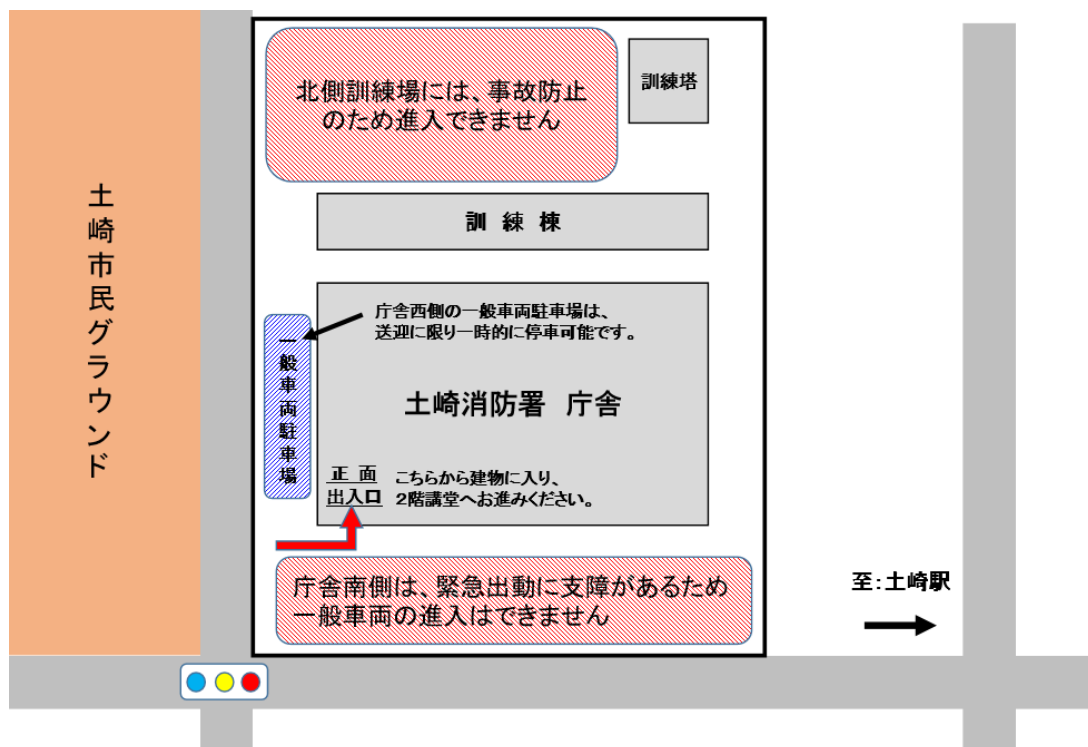 北側訓練場には、事故防止
のため進入できません
訓練塔
土崎市民グラウンド
訓練棟
庁舎西側の一般車両駐車場は、
送迎に限り一時的に停車可能です。
一般車両駐車場
土崎消防署 庁舎
正面
出入口
こちらから建物に入り、
2階講堂へお進みください。
庁舎南側は、緊急出動に支障があるため
一般車両の進入はできません
至:土崎駅